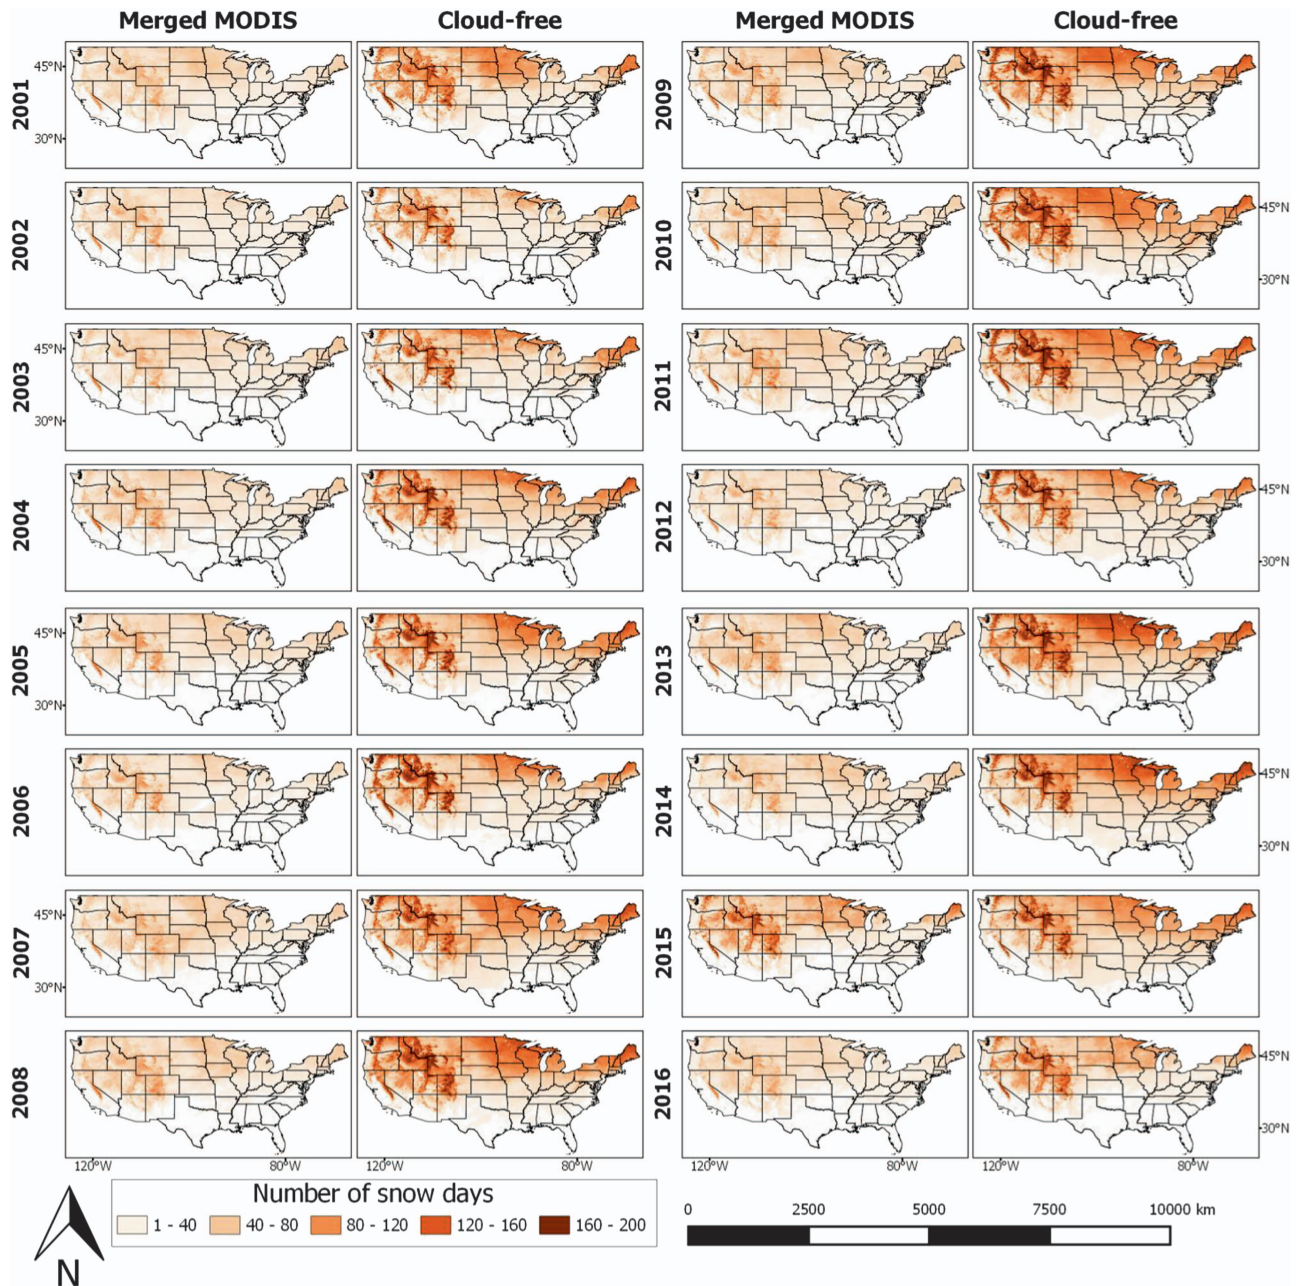 Merged MODIS Cloud-free Merged MODIS Cloud-free
2001 45°N 30°N 2009
2002 2010 45°N 30°N
2003 45°N 30°N 2011
2004 2012 45°N 30°N
2005 45°N 30°N 2013
2006 2014 45°N 30°N
2007 45°N 30°N 2015
2008 2016 45°N 30°N
120°W 80°W 120°W 80°W 120°W 80°W 120°W 80°W
Number of snow days
1 - 40 40 - 80 80 - 120 120 - 160 160 - 200
0 2500 5000 7500 10000 km
N